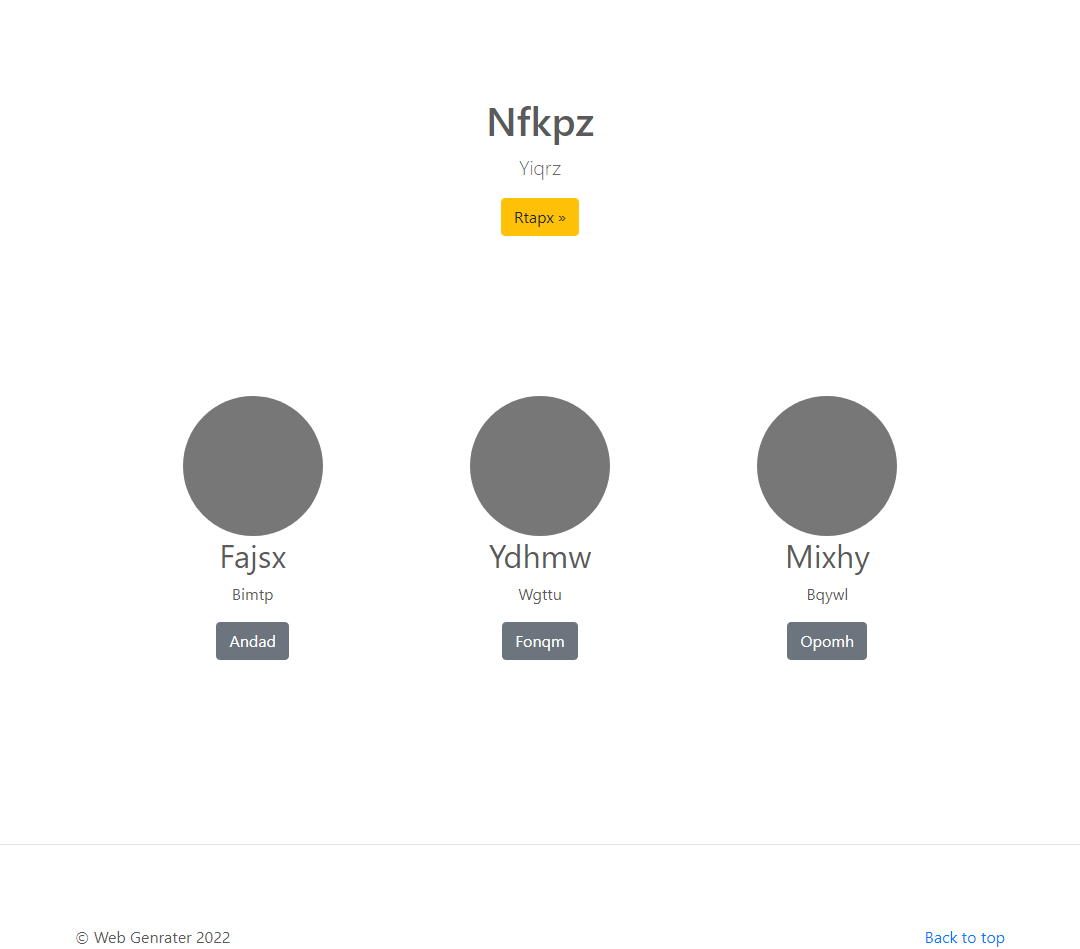 Nfkpz
Yiqrz
Rtapx »
Fajsx
Ydhmw
Mixhy
Bimtp
Wgttu
Bqywl
Andad
Fonqm
Opomh
© Web Genrater 2022
Back to top